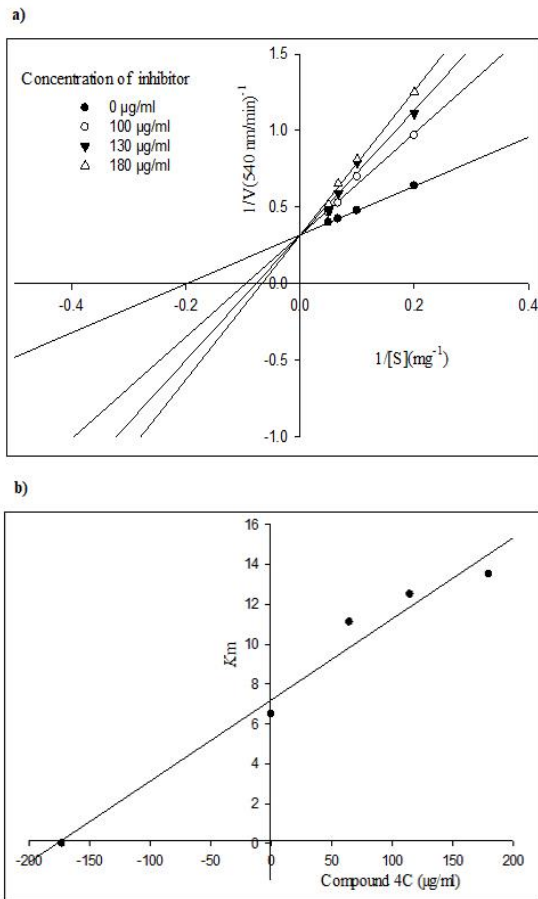 a)
Concentration of inhibitor
0 µg/ml
100 µg/ml
130 µg/ml
180 µg/ml
1/V(540 nm/min)⁻¹
1.5
1.0
0.5
0.0
-0.4
-0.2
0.0
0.2
0.4
1/[S](mg⁻¹)
-1.0
b)
16
14
12
10
8
6
4
2
0
Km
-200
-150
-100
-50
0
50
100
150
200
Compound 4C (µg/ml)